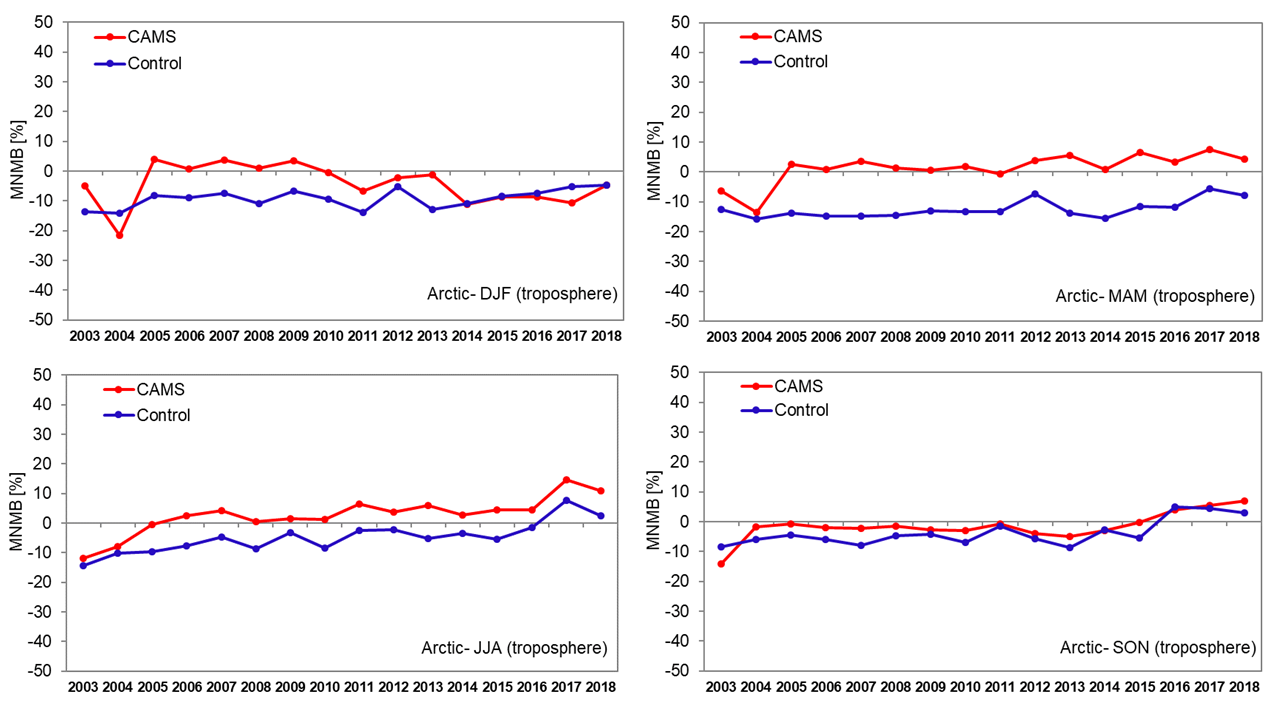 50
40
30
20
10
0
-10
-20
-30
-40
-50
MNMB [%]
CAMS
Control
Arctic- DJF (troposphere)
2003 2004 2005 2006 2007 2008 2009 2010 2011 2012 2013 2014 2015 2016 2017 2018
50
40
30
20
10
0
-10
-20
-30
-40
-50
MNMB [%]
CAMS
Control
Arctic- MAM (troposphere)
2003 2004 2005 2006 2007 2008 2009 2010 2011 2012 2013 2014 2015 2016 2017 2018
50
40
30
20
10
0
-10
-20
-30
-40
-50
MNMB [%]
CAMS
Control
Arctic- JJA (troposphere)
2003 2004 2005 2006 2007 2008 2009 2010 2011 2012 2013 2014 2015 2016 2017 2018
50
40
30
20
10
0
-10
-20
-30
-40
-50
MNMB [%]
CAMS
Control
Arctic- SON (troposphere)
2003 2004 2005 2006 2007 2008 2009 2010 2011 2012 2013 2014 2015 2016 2017 2018